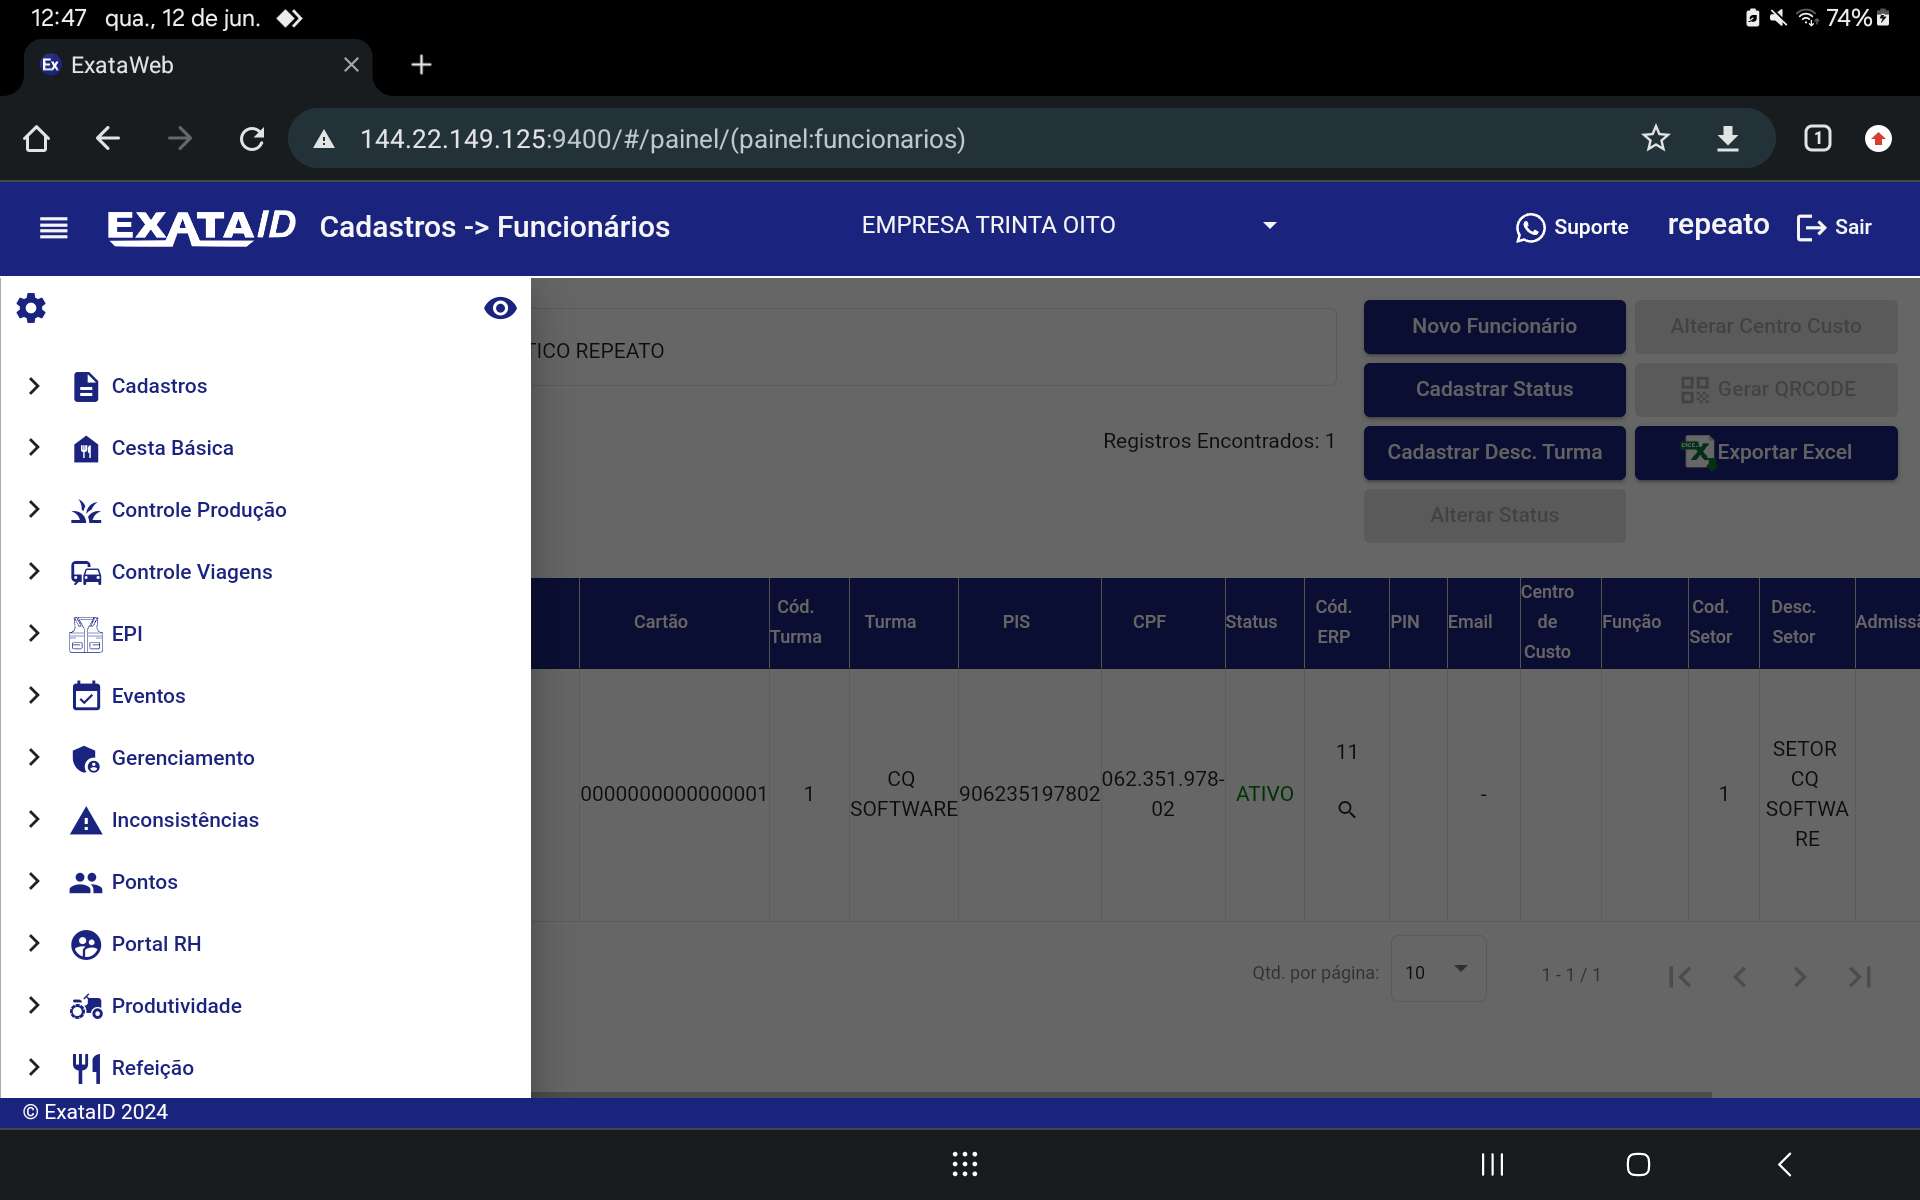 12:47 qua., 12 de jun. 74%
Ex ExataWeb
144.22.149.125:9400/#/painel/(painel:funcionarios) 1
EXATAID Cadastros -> Funcionários EMPRESA TRINTA OITO Suporte repeato Sair
Cadastros
Cesta Básica
Controle Produção
Controle Viagens
EPI
Eventos
Gerenciamento
Inconsistências
Pontos
Portal RH
Produtividade
Refeição
TICO REPEATO
Registros Encontrados: 1
Novo Funcionário Alterar Centro Custo
Cadastrar Status Gerar QRCODE
Cadastrar Desc. Turma Exportar Excel
Alterar Status
Cartão Cód. Turma Turma PIS CPF Status Cód. ERP PIN Email Centro de Custo Função Cod. Setor Desc. Setor Admissã
0000000000000001 1 CQ SOFTWARE 906235197802 062.351.978-02 ATIVO 11 - 1 SETOR CQ SOFTWA RE
Qtd. por página: 10 1 - 1 / 1
© ExataID 2024